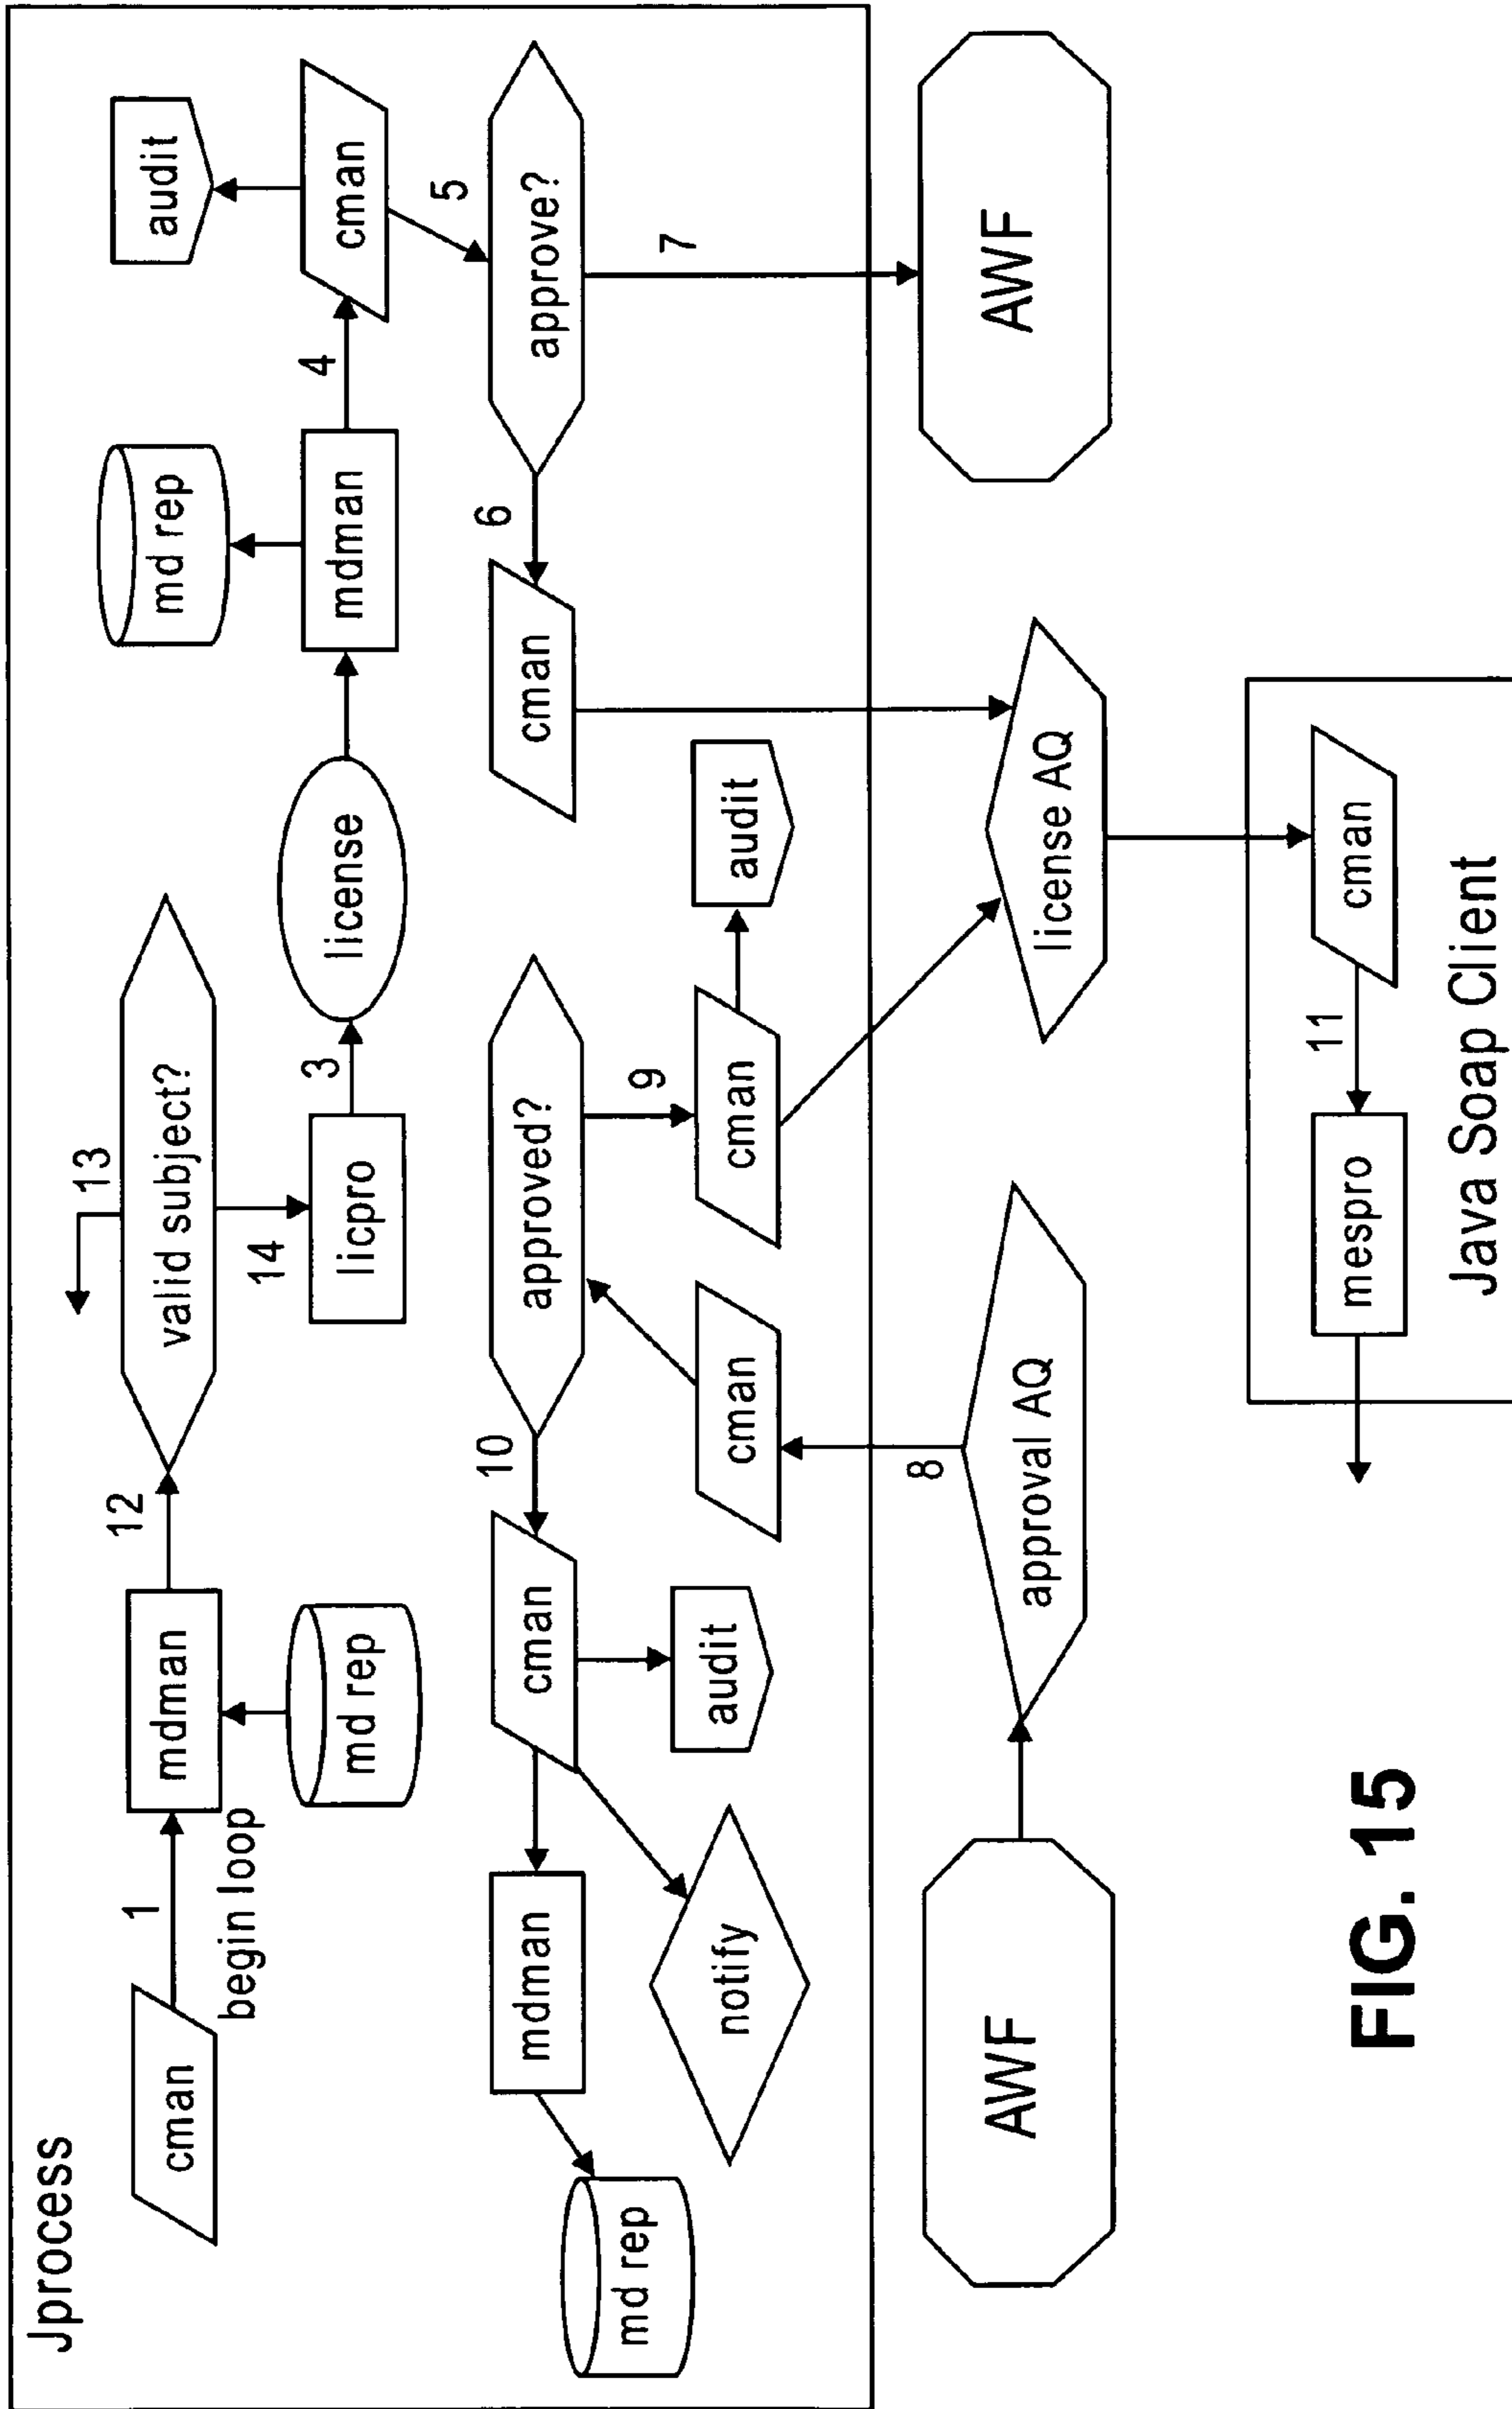 Jprocess
cman
1
begin loop
mdman
md rep
12
valid subject?
13
14
licpro
3
license
mdman
md rep
4
cman
audit
5
approve?
6
7
cman
AWF
approved?
10
9
cman
audit
mdman
md rep
notify
cman
audit
cman
8
AWF
approval AQ
license AQ
cman
11
mespro
Java Soap Client
FIG. 15